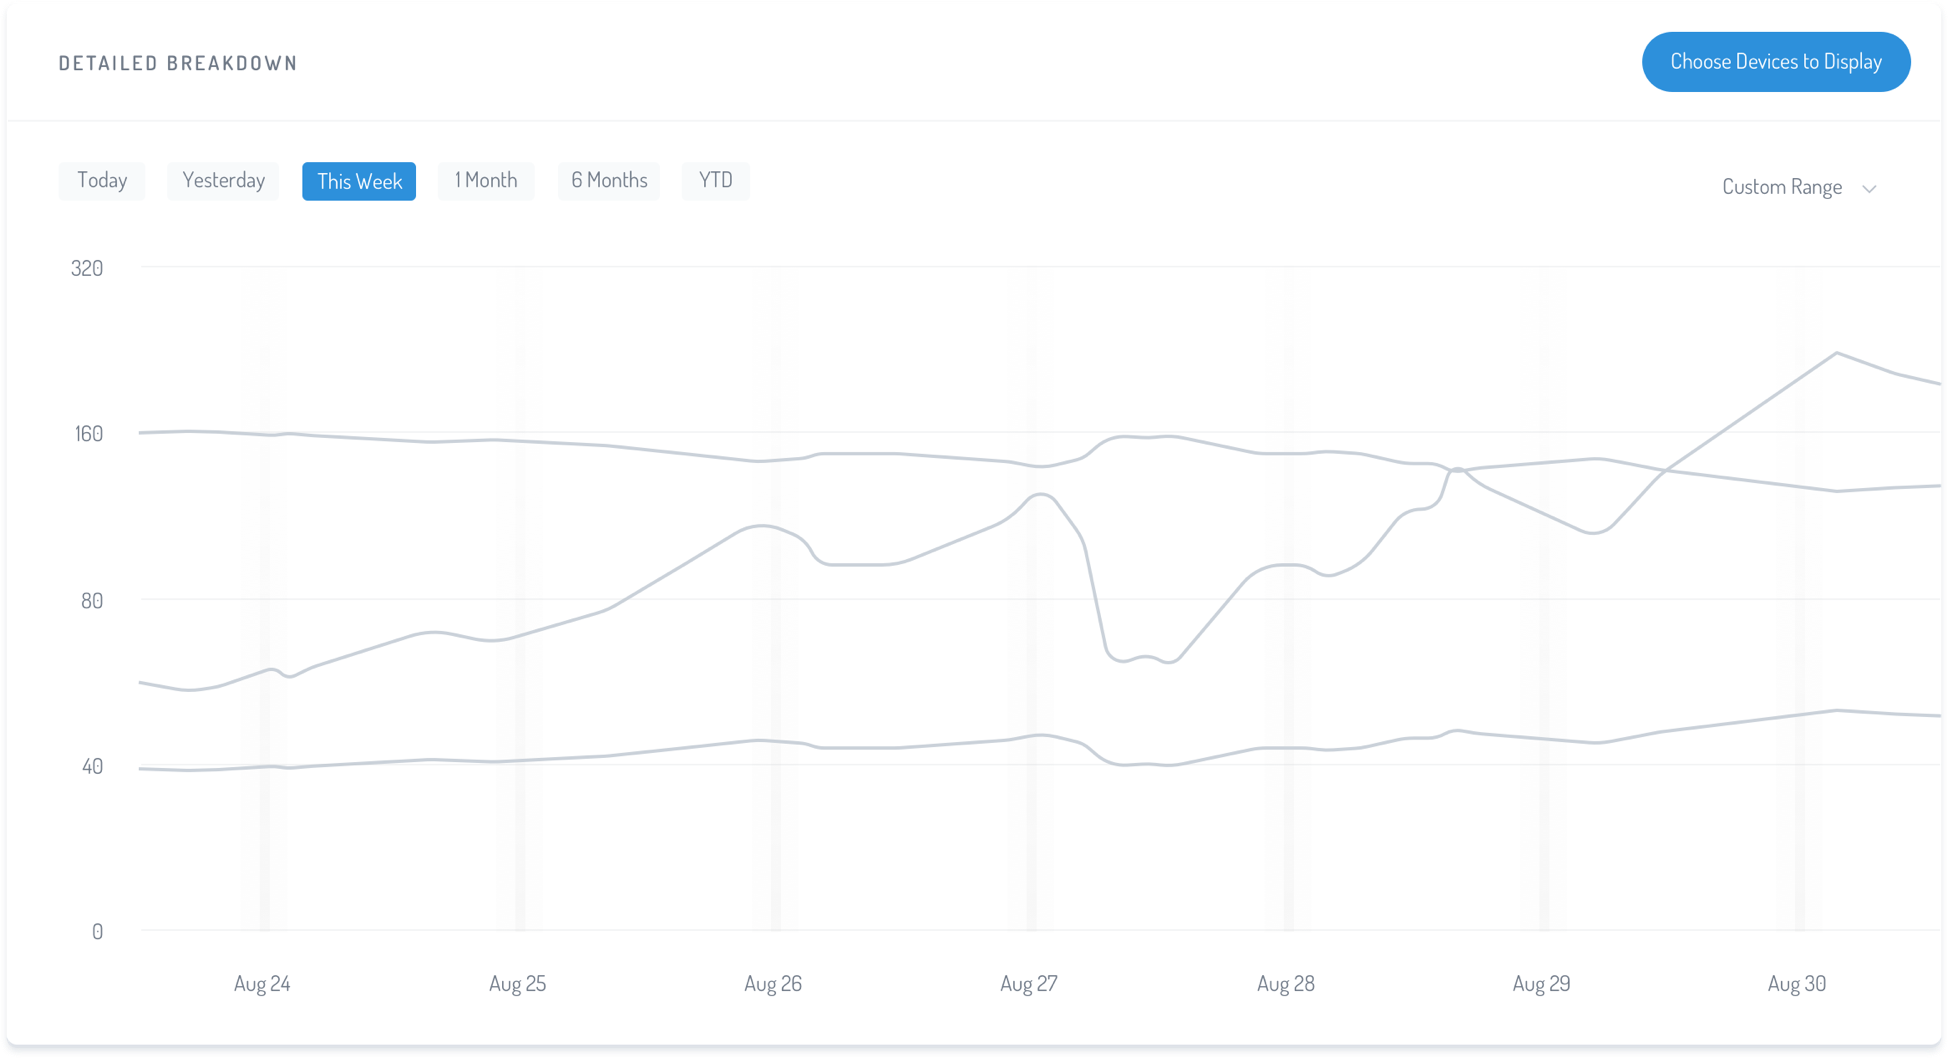 DETAILED BREAKDOWN
Choose Devices to Display
Today
Yesterday
This Week
1 Month
6 Months
YTD
Custom Range
320
160
80
40
0
Aug 24
Aug 25
Aug 26
Aug 27
Aug 28
Aug 29
Aug 30